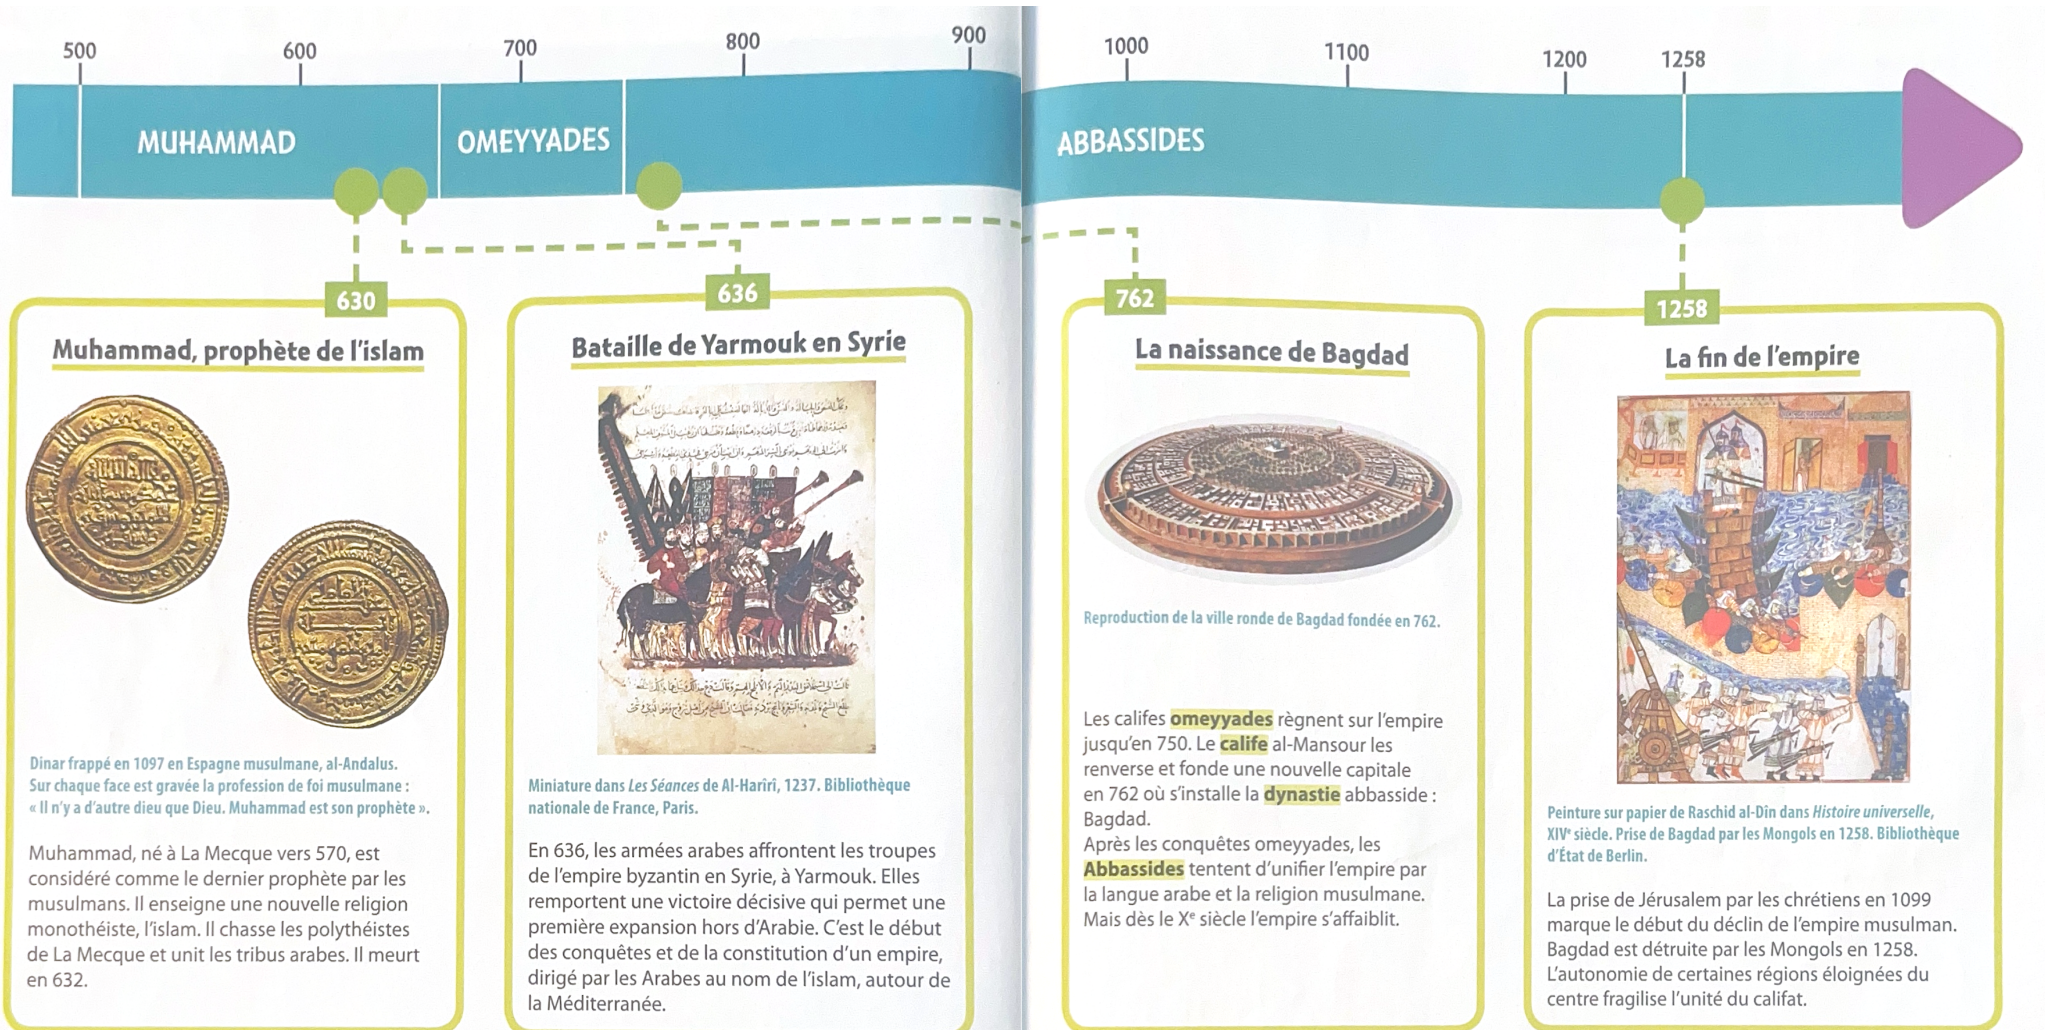 500
600
700
800
900
1000
1100
1200
1258
MUHAMMAD
OMEYYADES
ABBASSIDES
630
Muhammad, prophète de l'islam
Dinar frappé en 1097 en Espagne musulmane, al-Andalus.
Sur chaque face est gravée la profession de foi musulmane :
« Il n'y a d'autre dieu que Dieu. Muhammad est son prophète ».
Muhammad, né à La Mecque vers 570, est
considéré comme le dernier prophète par les
musulmans. Il enseigne une nouvelle religion
monothéiste, l'islam. Il chasse les polythéistes
de La Mecque et unit les tribus arabes. Il meurt
en 632.
636
Bataille de Yarmouk en Syrie
Miniature dans Les Séances de Al-Harîrî, 1237. Bibliothèque
nationale de France, Paris.
En 636, les armées arabes affrontent les troupes
de l'empire byzantin en Syrie, à Yarmouk. Elles
remportent une victoire décisive qui permet une
première expansion hors d'Arabie. C'est le début
des conquêtes et de la constitution d'un empire,
dirigé par les Arabes au nom de l'islam, autour de
la Méditerranée.
762
La naissance de Bagdad
Reproduction de la ville ronde de Bagdad fondée en 762.
Les califes omeyyades règnent sur l'empire
jusqu'en 750. Le calife al-Mansour les
renverse et fonde une nouvelle capitale
en 762 où s'installe la dynastie abbasside :
Bagdad.
Après les conquêtes omeyyades, les
Abbassides tentent d'unifier l'empire par
la langue arabe et la religion musulmane.
Mais dès le Xe siècle l'empire s'affaiblit.
1258
La fin de l'empire
Peinture sur papier de Raschid al-Dîn dans Histoire universelle,
XIVe siècle. Prise de Bagdad par les Mongols en 1258. Bibliothèque
d'État de Berlin.
La prise de Jérusalem par les chrétiens en 1099
marque le début du déclin de l'empire musulman.
Bagdad est détruite par les Mongols en 1258.
L'autonomie de certaines régions éloignées du
centre fragilise l'unité du califat.